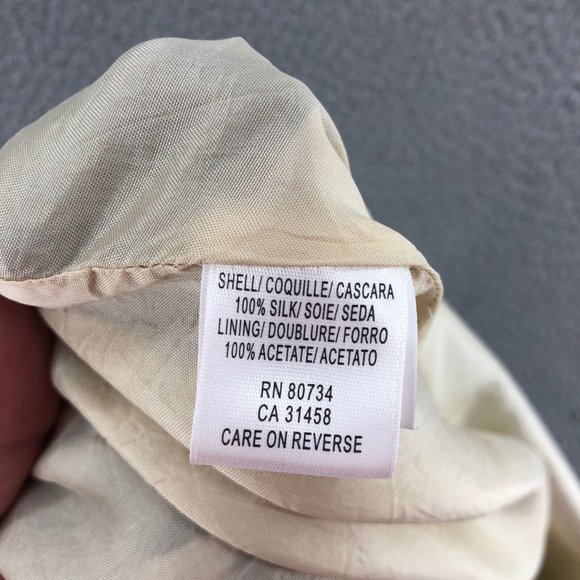 SHELL/ COQUILLE/ CASCARA
100% SILK/ SOIE/ SEDA
LINING/ DOUBLURE/ FORRO
100% ACETATE/ ACETATO
RN 80734
CA 31458
CARE ON REVERSE